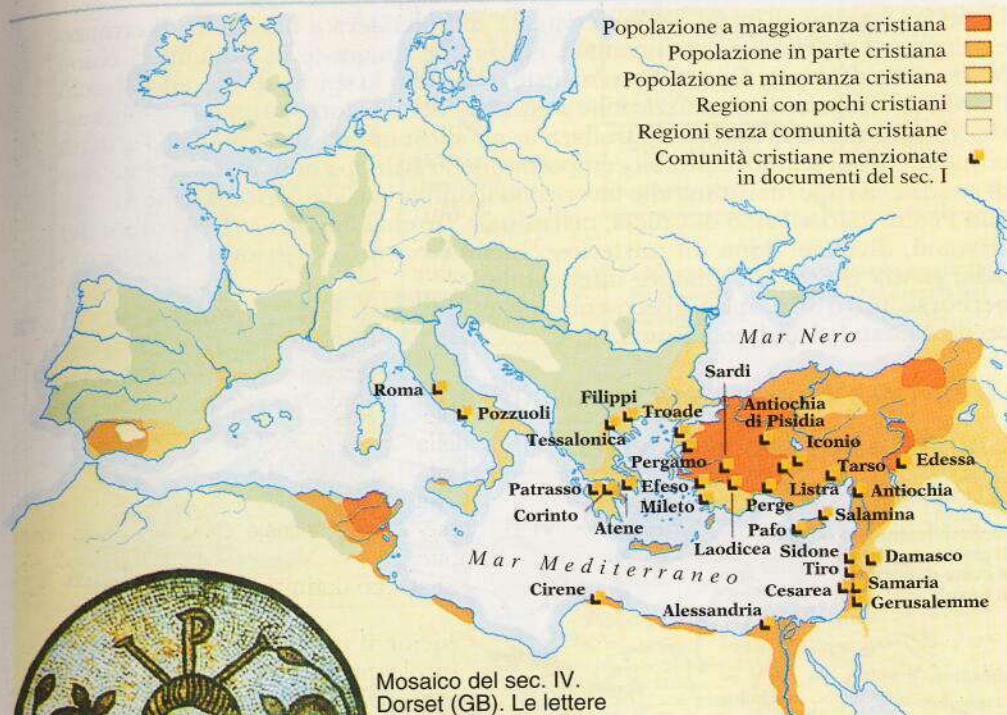 Popolazione a maggioranza cristiana
Popolazione in parte cristiana
Popolazione a minoranza cristiana
Regioni con pochi cristiani
Regioni senza comunità cristiane
Comunità cristiane menzionate
in documenti del sec. I
Mar Nero
Sardi
Roma
Pozzuoli
Filippi
Troade
Antiochia
di Pisidia
Tessalonica
Iconio
Pergamo
Tarso
Edessa
Patrasso
Efeso
Listra
Antiochia
Corinto
Mileto
Perge
Salamina
Atene
Pafo
Laodicea
Sidone
Damasco
Mar Mediterraneo
Tiro
Cirene
Cesarea
Samaria
Alessandria
Gerusalemme
P
Mosaico del sec. IV.
Dorset (GB). Le lettere